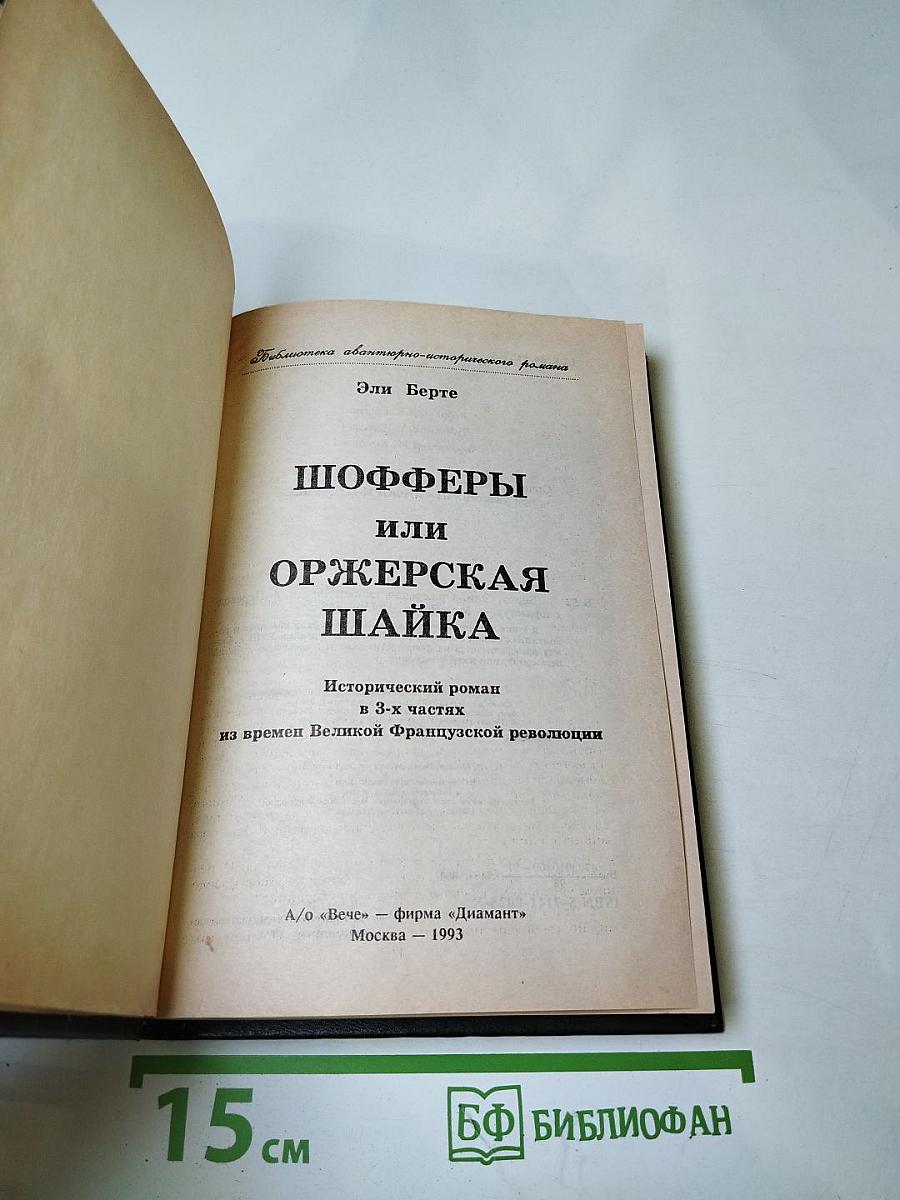 Библиотека авантюрно-исторического романа
Эли Берте
ШОФФЕРЫ
или
ОРЖЕРСКАЯ
ШАЙКА
Исторический роман
в 3-х частях
из времен Великой Французской революции
А/о «Вече» — фирма «Диамант»
Москва — 1993
15 см
БФ БИБЛИОФАН